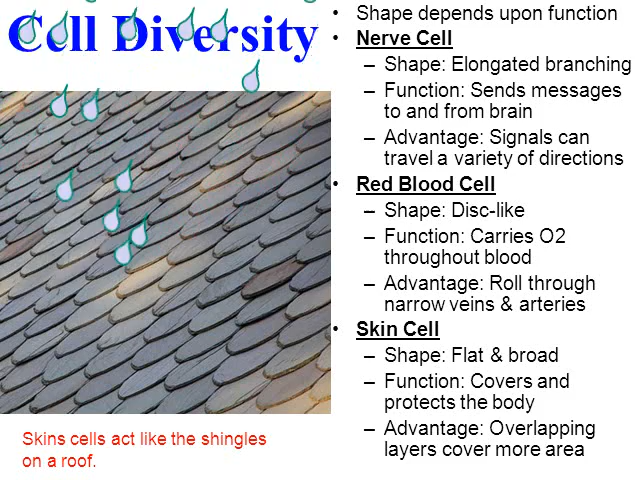 Cell Diversity
• Shape depends upon function
• Nerve Cell
– Shape: Elongated branching
– Function: Sends messages
to and from brain
– Advantage: Signals can
travel a variety of directions
• Red Blood Cell
– Shape: Disc-like
– Function: Carries O2
throughout blood
– Advantage: Roll through
narrow veins & arteries
• Skin Cell
– Shape: Flat & broad
– Function: Covers and
protects the body
– Advantage: Overlapping
layers cover more area
Skins cells act like the shingles
on a roof.